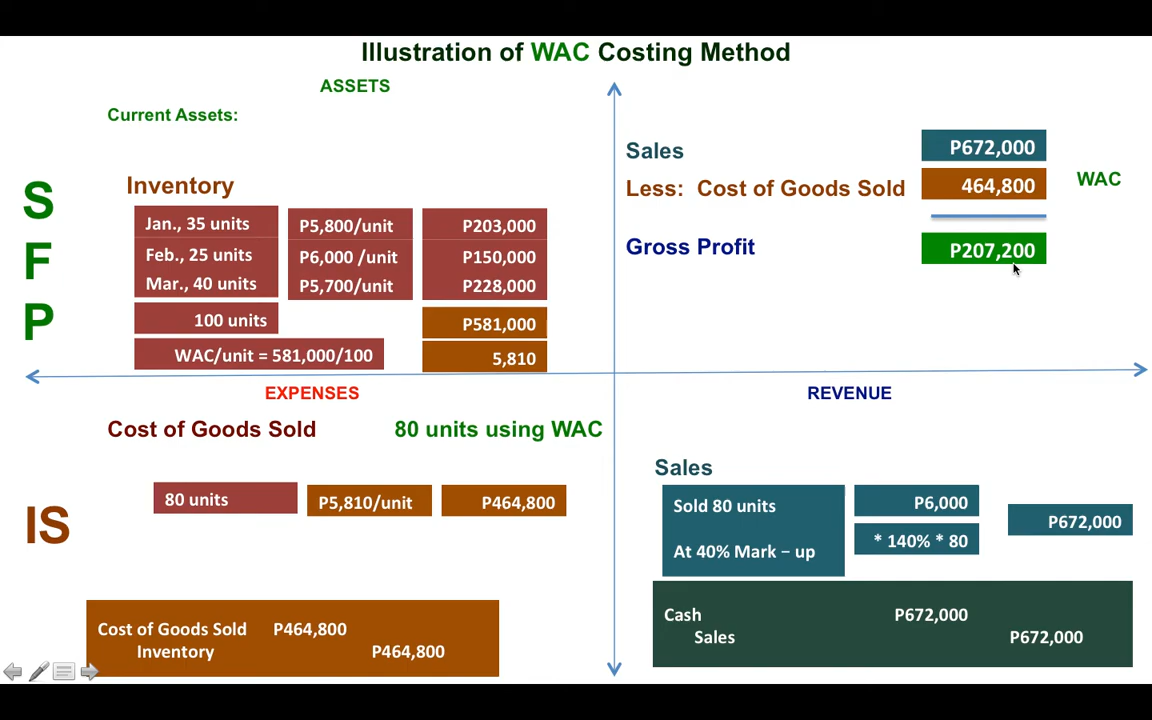 Illustration of WAC Costing Method
ASSETS
Current Assets:
S
F
P
Inventory
Jan., 35 units P5,800/unit P203,000
Feb., 25 units P6,000 /unit P150,000
Mar., 40 units P5,700/unit P228,000
100 units P581,000
WAC/unit = 581,000/100 5,810
Sales P672,000
Less: Cost of Goods Sold 464,800 WAC
Gross Profit P207,200
EXPENSES
Cost of Goods Sold 80 units using WAC
IS
80 units P5,810/unit P464,800
Cost of Goods Sold P464,800
Inventory P464,800
REVENUE
Sales
Sold 80 units P6,000
At 40% Mark – up * 140% * 80
P672,000
Cash P672,000
Sales P672,000